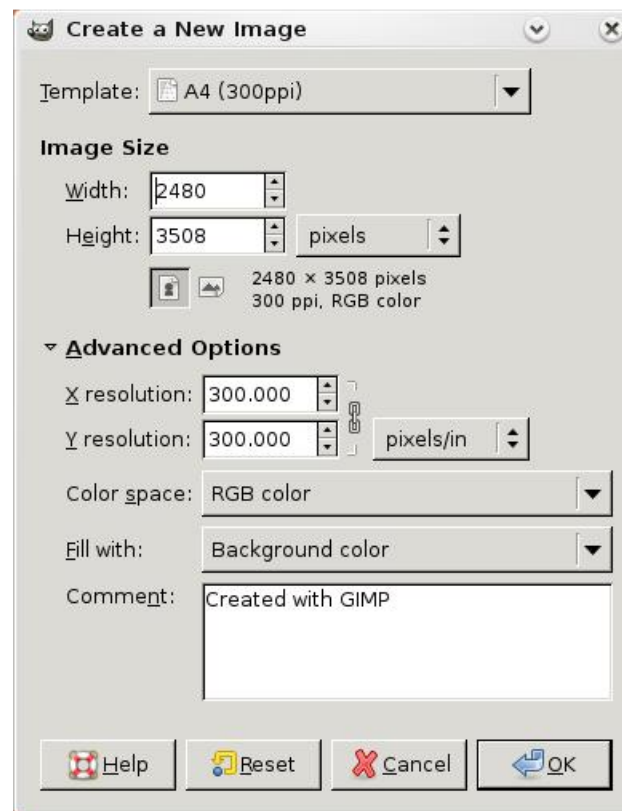 Create a New Image
Template: A4 (300ppi)
Image Size
Width: 2480
Height: 3508 pixels
2480 × 3508 pixels
300 ppi, RGB color
Advanced Options
X resolution: 300.000
Y resolution: 300.000 pixels/in
Color space: RGB color
Fill with: Background color
Comment: Created with GIMP
Help Reset Cancel OK